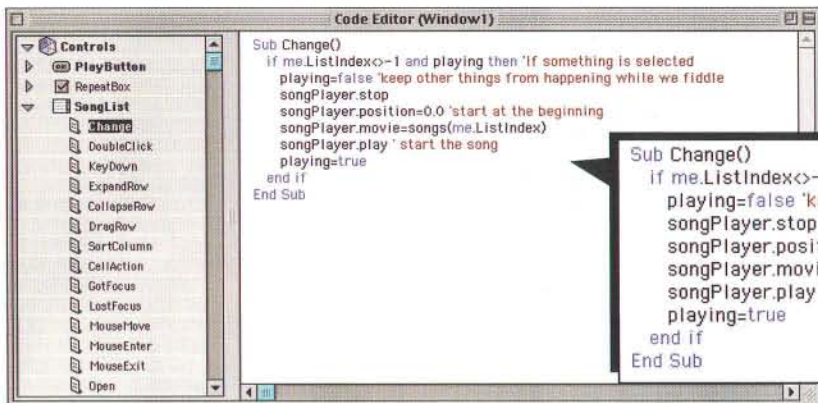 Code Editor (Window1)
Controls
PlayButton
RepeatBox
SongList
Change
DoubleClick
KeyDown
ExpandRow
CollapseRow
DragRow
SortColumn
CellAction
GotFocus
LostFocus
MouseMove
MouseEnter
MouseExit
Open
Sub Change()
if me.ListIndex<>-1 and playing then 'If something is selected
playing=false 'keep other things from happening while we fiddle
songPlayer.stop
songPlayer.position=0.0 'start at the beginning
songPlayer.movie=songs(me.ListIndex)
songPlayer.play ' start the song
playing=true
end if
End Sub
Sub Change()
if me.ListIndex<>-
playing=false 'k
songPlayer.stop
songPlayer.posi
songPlayer.movi
songPlayer.play
playing=true
end if
End Sub